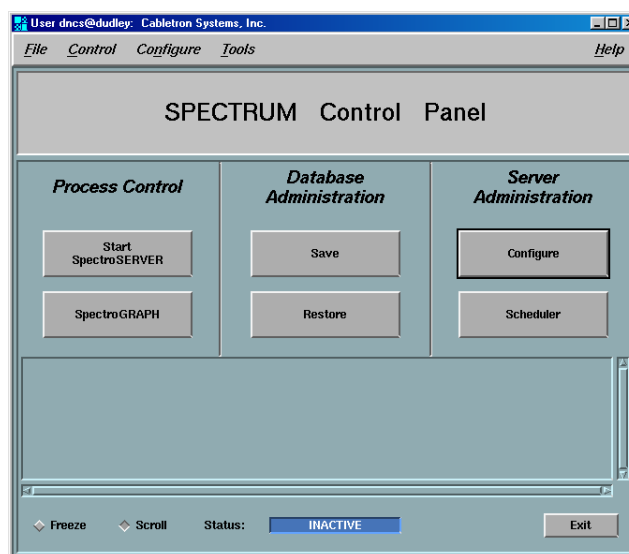 User dncs@dudley: Cabletron Systems, Inc.
File Control Configure Tools Help
SPECTRUM Control Panel
Process Control
Database
Administration
Server
Administration
Start
SpectroSERVER
Save
Configure
SpectroGRAPH
Restore
Scheduler
Freeze Scroll Status: INACTIVE Exit